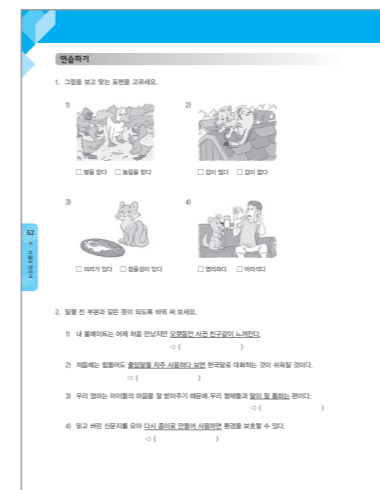 연습하기
1. 그림을 보고 맞는 표현을 고르세요.
1) 2)
□ 벌을 받다 □ 놀림을 받다 □ 겁이 많다 □ 겁이 없다
3) 4)
□ 의리가 있다 □ 참을성이 있다 □ 영리하다 □ 어리석다
52
2. 밑줄 친 부분과 같은 뜻이 되도록 바꿔 써 보세요.
1) 내 룸메이트는 어제 처음 만났지만 오랫동안 사귄 친구같이 느껴진다.
⇨ ( )
2) 처음에는 힘들어도 줄임말을 자주 사용하다 보면 한국말로 대화하는 것이 쉬워질 것이다.
⇨ ( )
3) 우리 엄마는 아이들의 마음을 잘 받아주기 때문에 우리 형제들과 말이 잘 통하는 편이다.
⇨ ( )
4) 읽고 버린 신문지를 모아 다시 종이로 만들어 사용하면 환경을 보호할 수 있다.
⇨ ( )